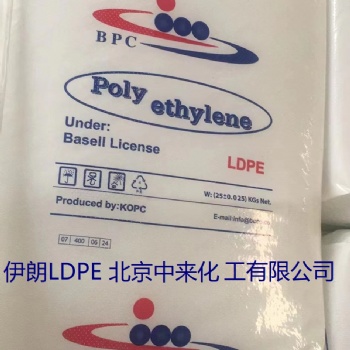 BPC
Poly ethylene
Under:
Basell License
LDPE
W: (25±0.025) KGs Net.
Produced by:KOPC
07 400 06 24
伊朗LDPE 北京中来化 工有限公司